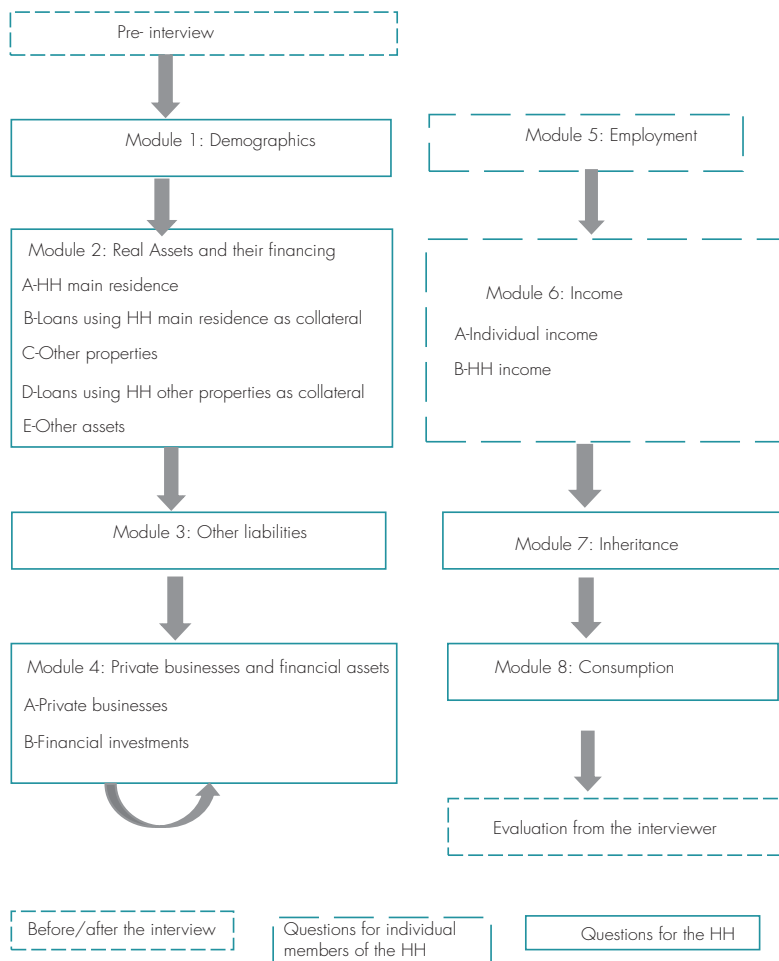 Pre- interview
Module 1: Demographics
Module 2: Real Assets and their financing
A-HH main residence
B-Loans using HH main residence as collateral
C-Other properties
D-Loans using HH other properties as collateral
E-Other assets
Module 3: Other liabilities
Module 4: Private businesses and financial assets
A-Private businesses
B-Financial investments
Module 5: Employment
Module 6: Income
A-Individual income
B-HH income
Module 7: Inheritance
Module 8: Consumption
Evaluation from the interviewer
Before/after the interview
Questions for individual
members of the HH
Questions for the HH